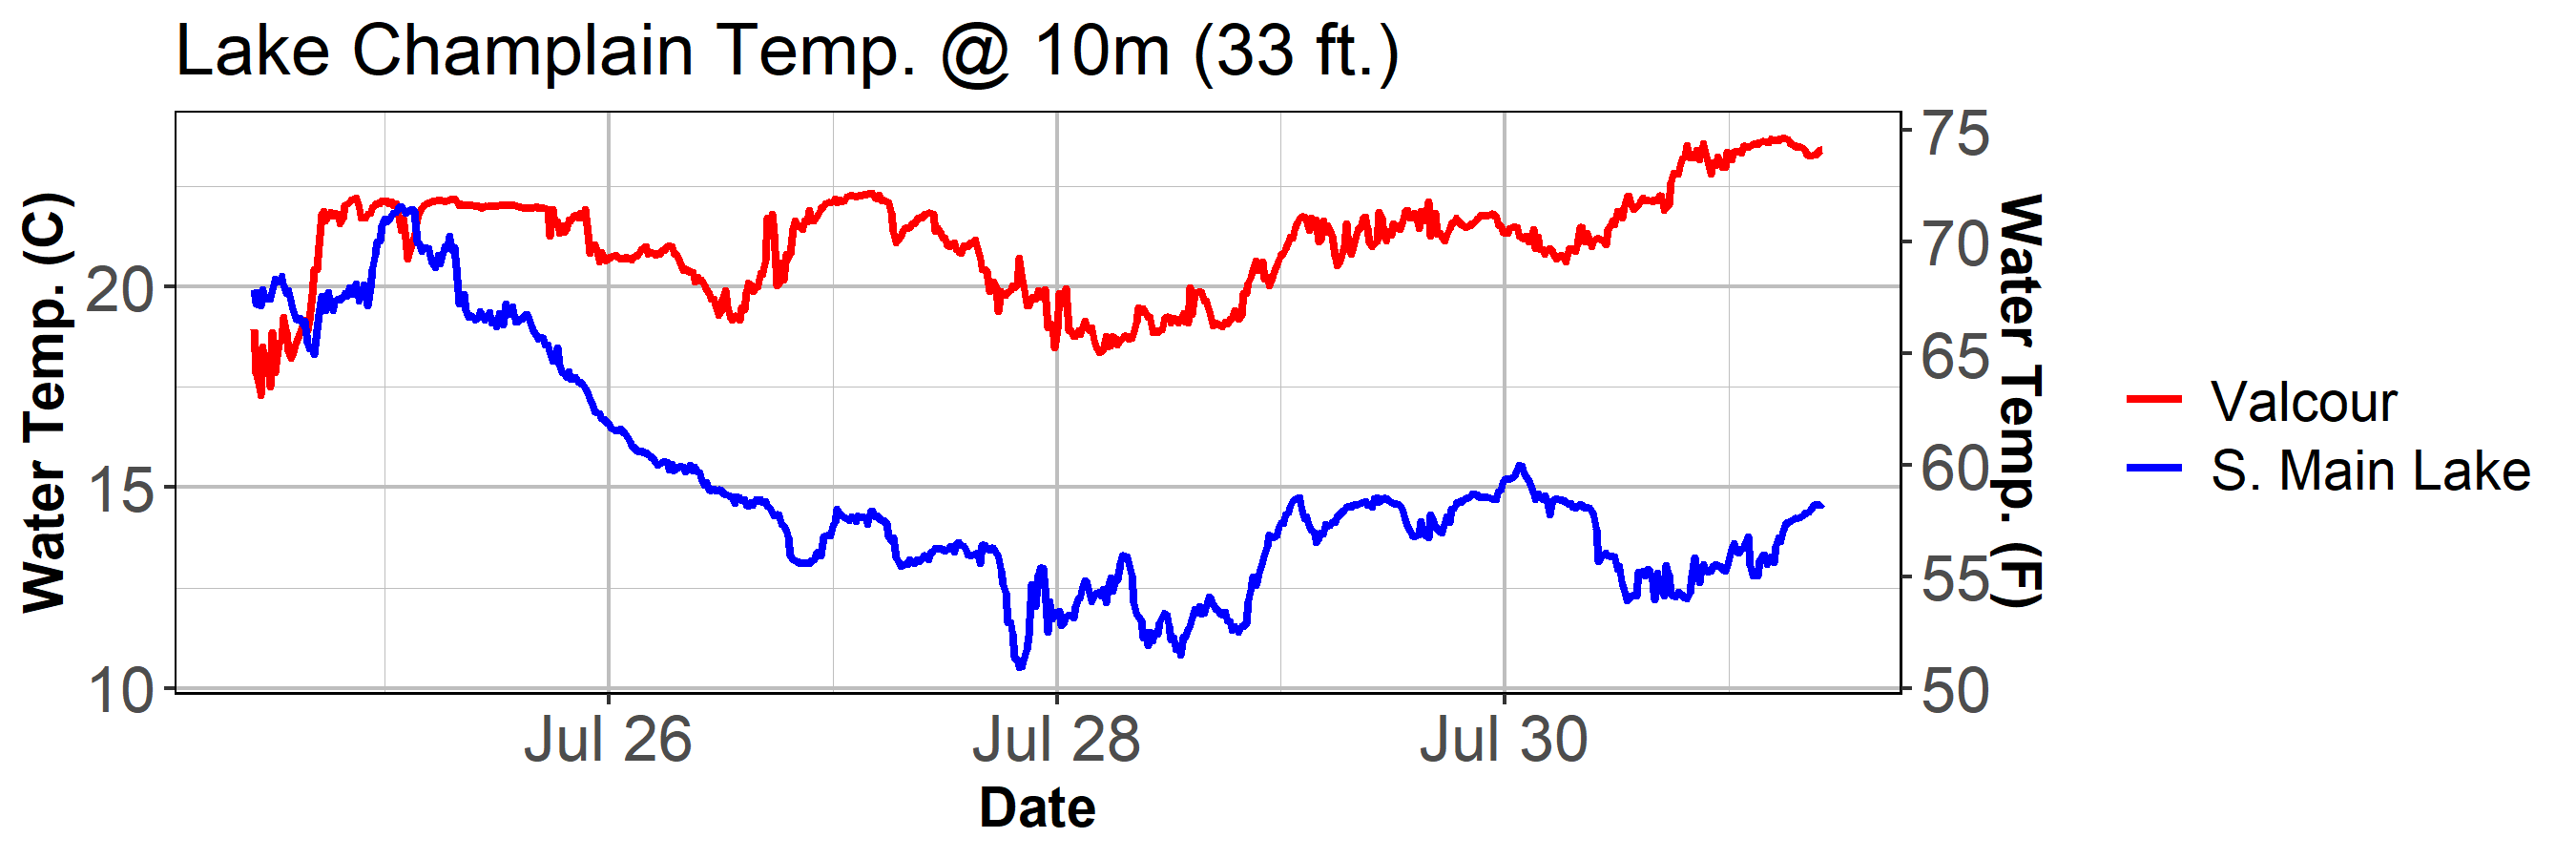 Lake Champlain Temp. @ 10m (33 ft.)
Water Temp. (C)
20
15
10
75
70
65
60
55
50
Water Temp. (F)
Jul 26
Jul 28
Jul 30
Date
Valcour
S. Main Lake